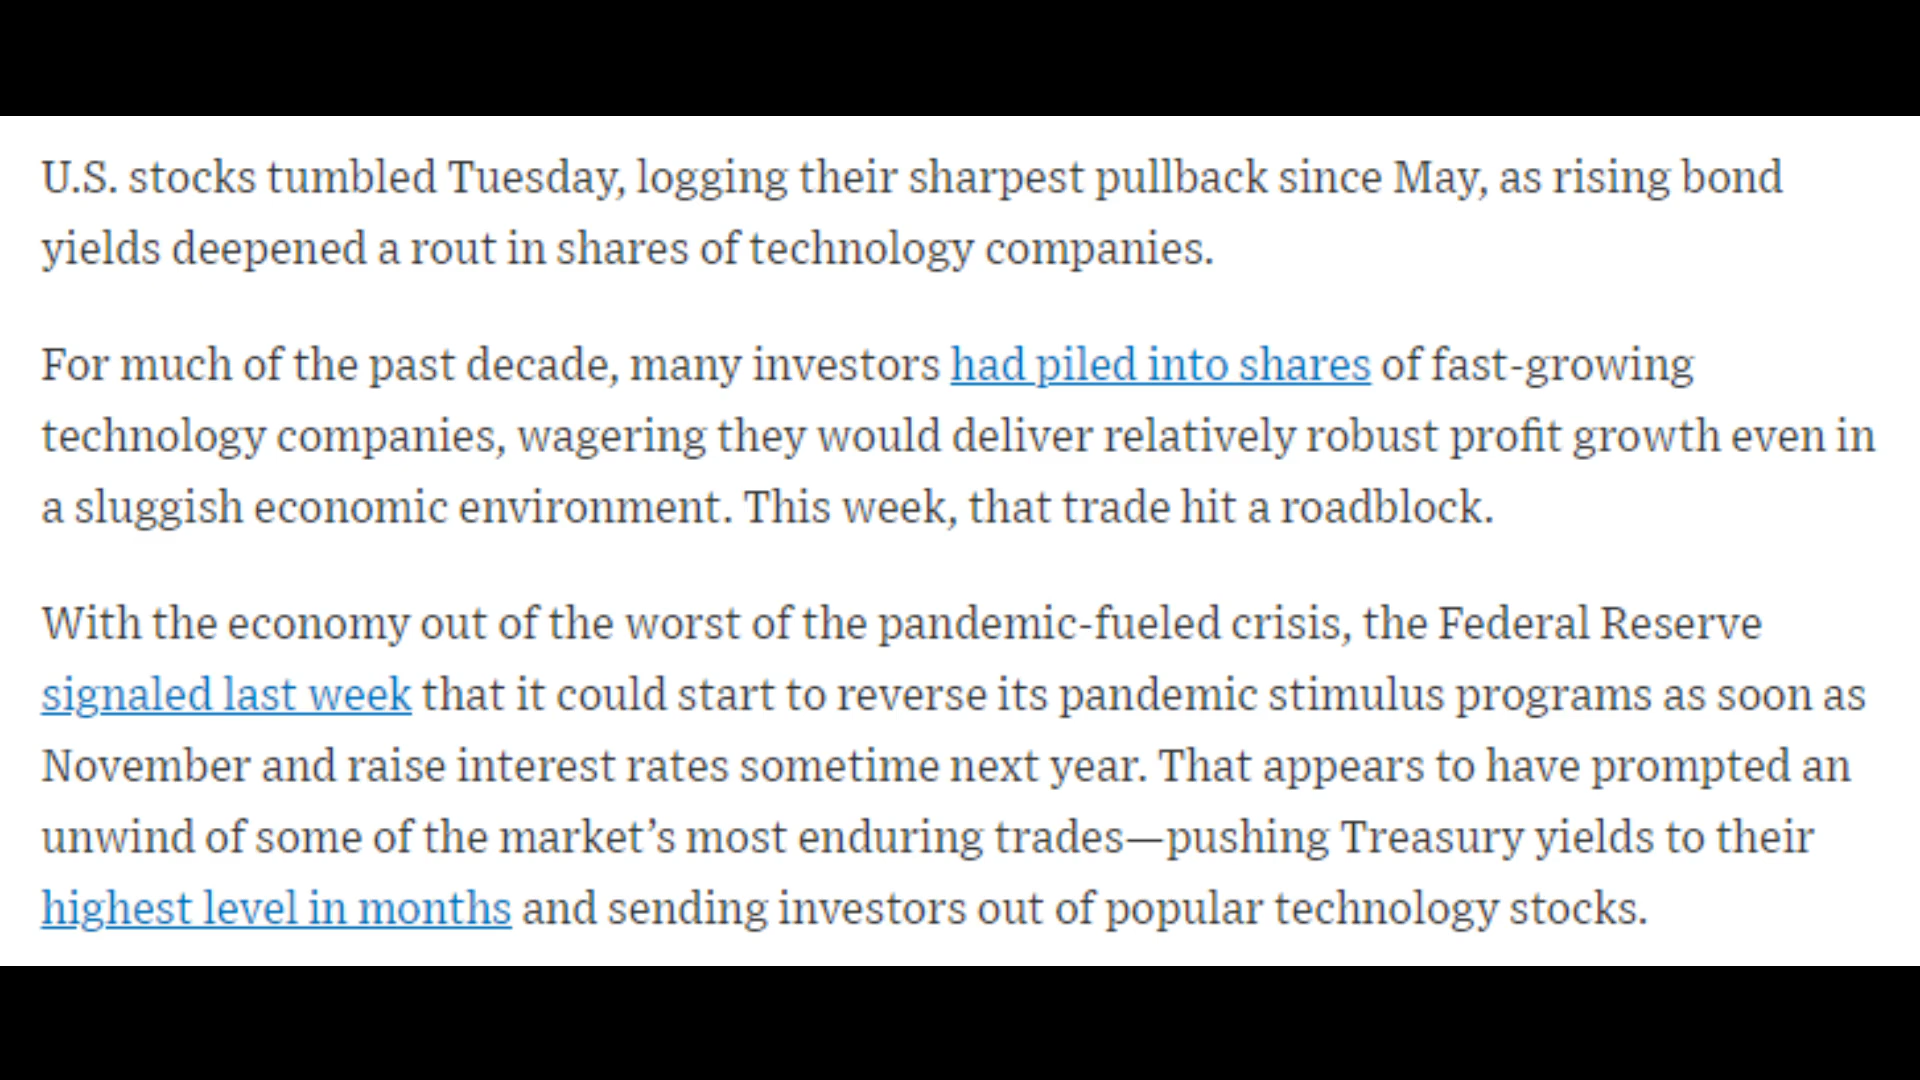 U.S. stocks tumbled Tuesday, logging their sharpest pullback since May, as rising bond
yields deepened a rout in shares of technology companies.
For much of the past decade, many investors had piled into shares of fast-growing
technology companies, wagering they would deliver relatively robust profit growth even in
a sluggish economic environment. This week, that trade hit a roadblock.
With the economy out of the worst of the pandemic-fueled crisis, the Federal Reserve
signaled last week that it could start to reverse its pandemic stimulus programs as soon as
November and raise interest rates sometime next year. That appears to have prompted an
unwind of some of the market’s most enduring trades—pushing Treasury yields to their
highest level in months and sending investors out of popular technology stocks.